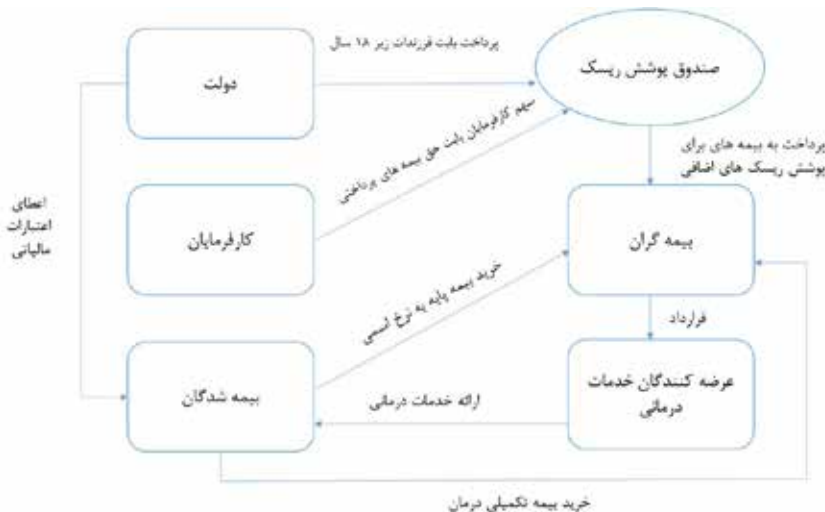 پرداخت بابت فرزندات زیر ۱۸ سال
صندوق پوشش ریسک
دولت
سهم کارفرمایان بابت حق بیمه های پرداختی
پرداخت به بیمه های برای
پوشش ریسک های اضافی
اعطای
اعتبارات
مالیاتی
کارفرمایان
بیمه گران
خرید بیمه پایه به نرخ اسمی
قرارداد
بیمه شدگان
ارائه خدمات درمانی
عرضه کنندگان خدمات
درمانی
خرید بیمه تکمیلی درمان